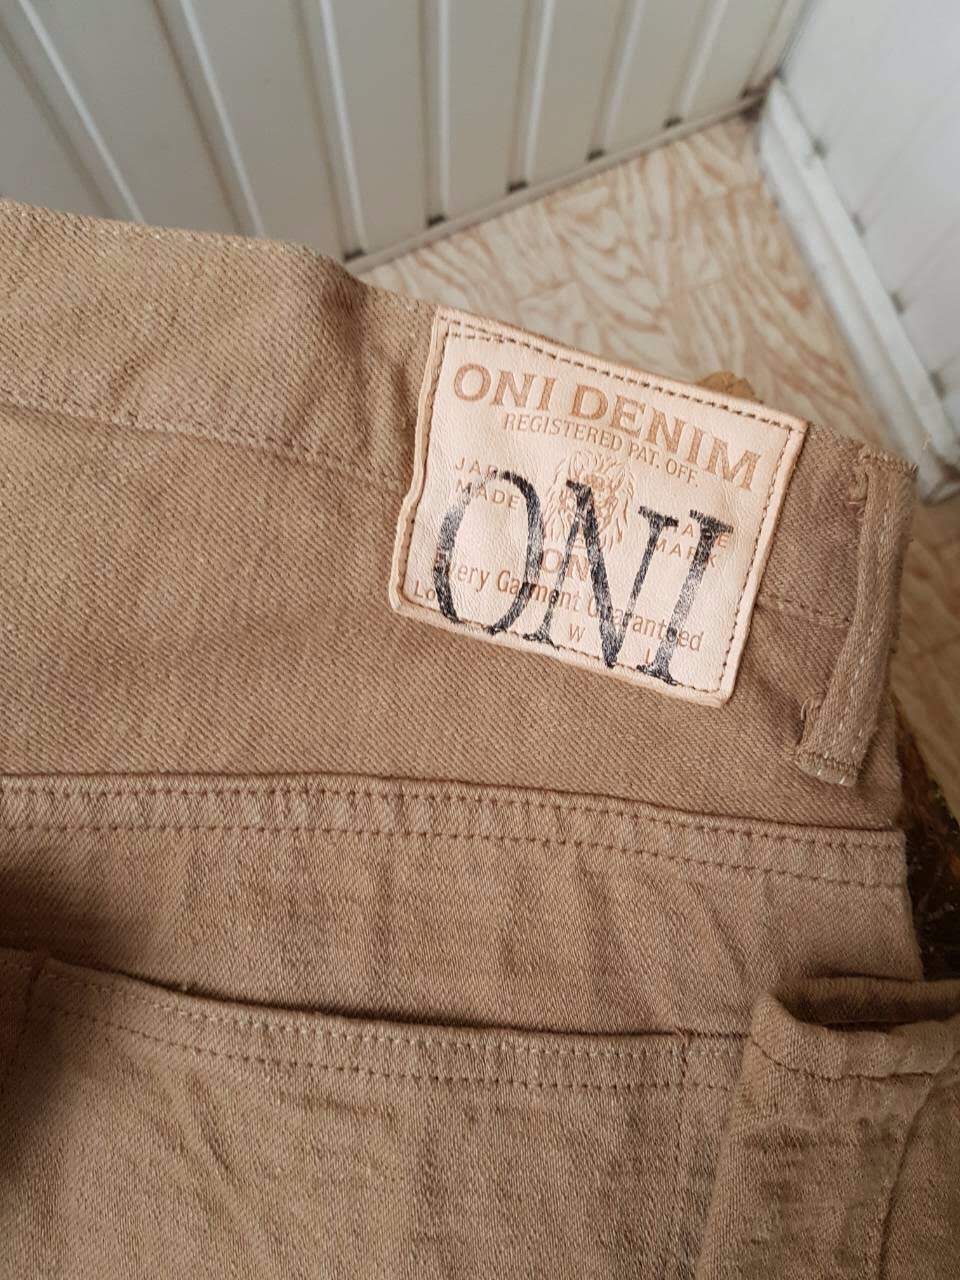 ONI DENIM
REGISTERED PAT. OFF.
MADE
MARK
ONI
Every Garment Guaranteed
W L